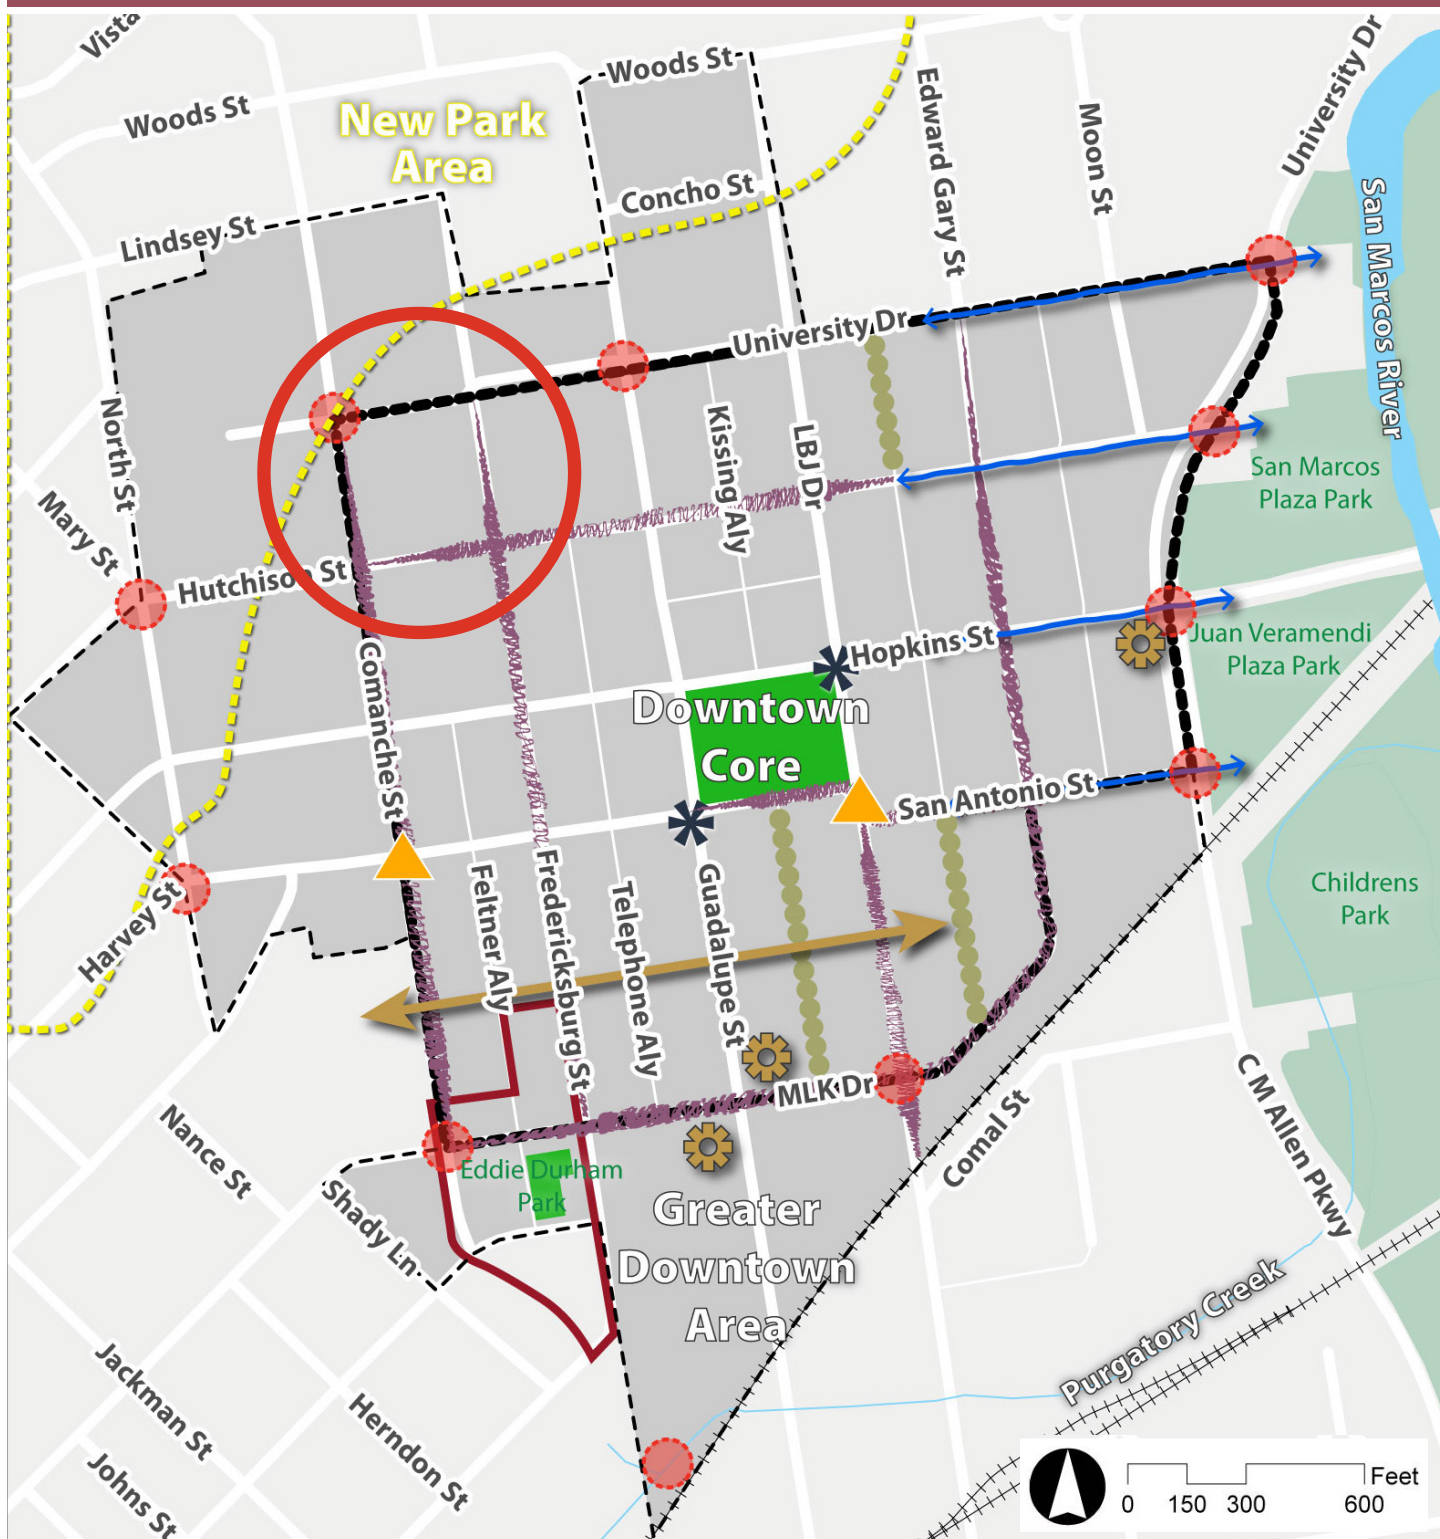 Vista
Woods St
Woods St
New Park
Area
Concho St
Lindsey St
Edward Gary St
Moon St
University Dr
San Marcos River
University Dr
North St
Mary St
Hutchison St
Kissing Aly
LBJ Dr
San Marcos
Plaza Park
Hopkins St
Juan Veramendi
Plaza Park
Comanche St
Downtown
Core
San Antonio St
Harvey St
Feltner Aly
Fredericksburg St
Telephone Aly
Guadalupe St
Childrens
Park
MLK Dr
Nance St
Shady Ln
Eddie Durham
Park
Comal St
C M Allen Pkwy
Greater
Downtown
Area
Purgatory Creek
Jackman St
Herndon St
Johns St
Feet
0 150 300 600